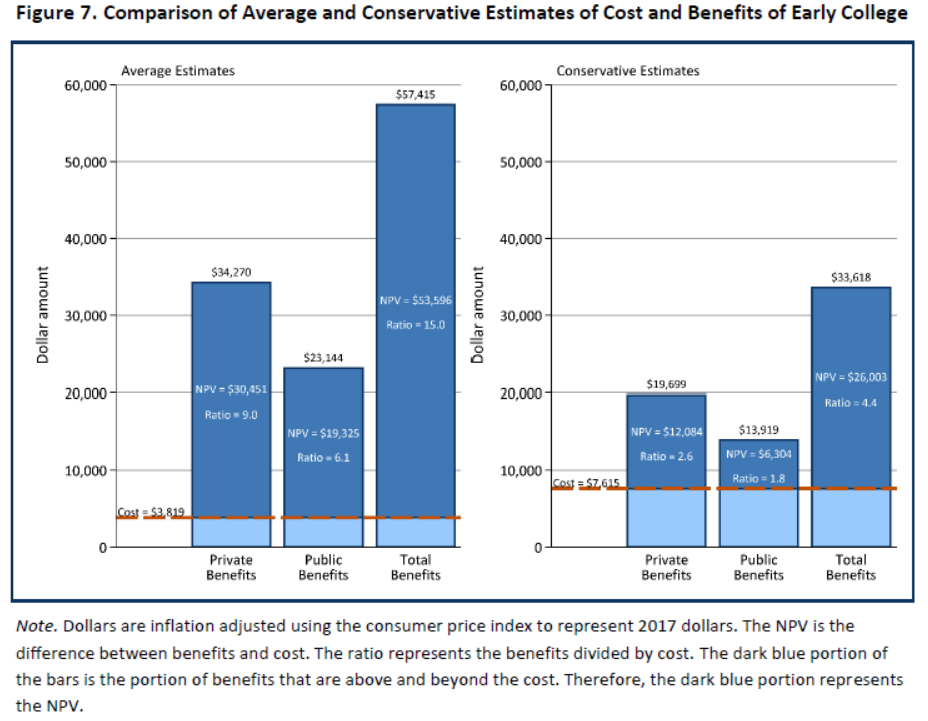 Figure 7. Comparison of Average and Conservative Estimates of Cost and Benefits of Early College
Average Estimates
60,000
50,000
40,000
30,000
20,000
10,000
0
Dollar amount
$34,270
NPV = $30,451
Ratio = 9.0
$23,144
NPV = $19,325
Ratio = 6.1
$57,415
NPV = $53,596
Ratio = 15.0
Cost = $3,819
Private
Benefits
Public
Benefits
Total
Benefits
Conservative Estimates
60,000
50,000
40,000
30,000
20,000
10,000
0
Dollar amount
$19,699
NPV = $12,084
Ratio = 2.6
$13,919
NPV = $6,304
Ratio = 1.8
$33,618
NPV = $26,003
Ratio = 4.4
Cost = $7,615
Private
Benefits
Public
Benefits
Total
Benefits
Note. Dollars are inflation adjusted using the consumer price index to represent 2017 dollars. The NPV is the
difference between benefits and cost. The ratio represents the benefits divided by cost. The dark blue portion of
the bars is the portion of benefits that are above and beyond the cost. Therefore, the dark blue portion represents
the NPV.